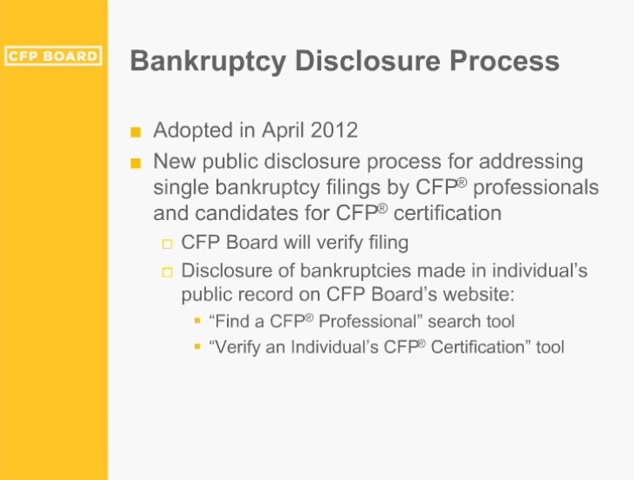 CFP BOARD
Bankruptcy Disclosure Process
Adopted in April 2012
New public disclosure process for addressing
single bankruptcy filings by CFP® professionals
and candidates for CFP® certification
CFP Board will verify filing
Disclosure of bankruptcies made in individual's
public record on CFP Board's website:
"Find a CFP® Professional" search tool
"Verify an Individual's CFP® Certification" tool